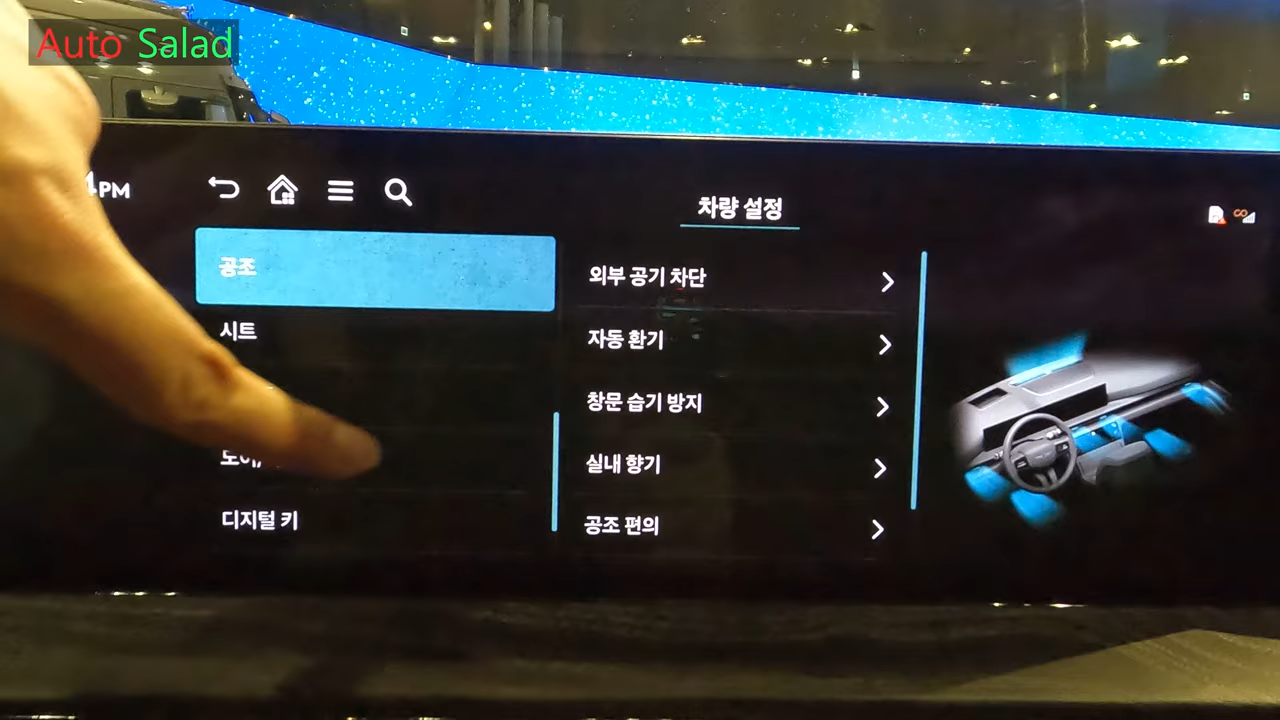 Auto Salad
PM
차량 설정
공조
시트
디지털 키
외부 공기 차단
자동 환기
창문 습기 방지
실내 향기
공조 편의